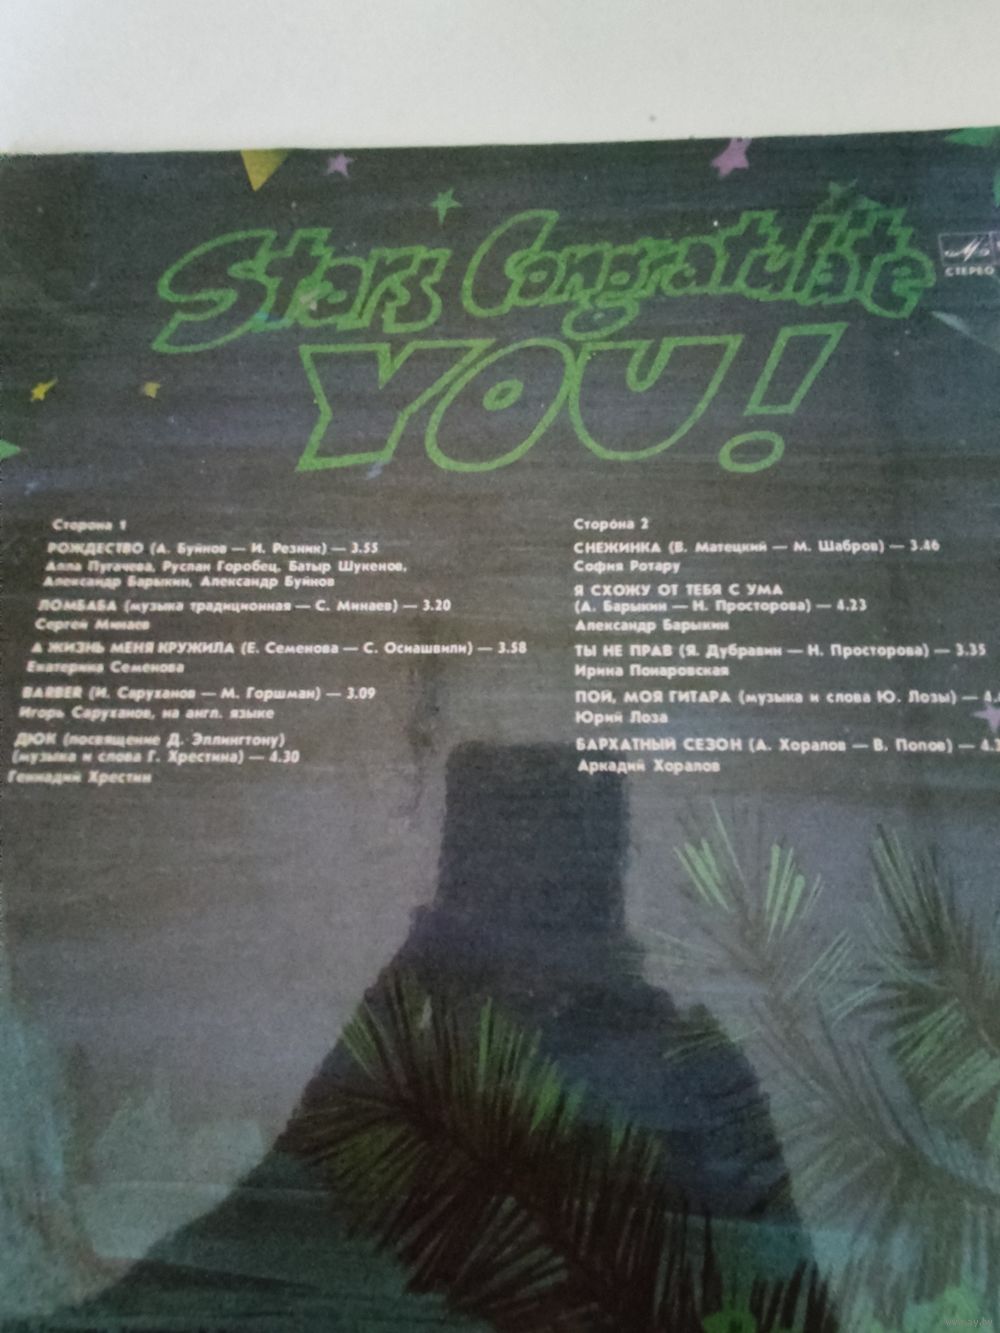 Stars Congratulate
YOU!
СТЕРЕО
Сторона 1
РОЖДЕСТВО (А. Буйнов — И. Резник) — 3.55
Алла Пугачева, Руслан Горобец, Батыр Шукенов,
Александр Барыкин, Александр Буйнов
ЛОМБАБА (музыка традиционная — С. Минаев) — 3.20
Сергей Минаев
А ЖИЗНЬ МЕНЯ КРУЖИЛА (Е. Семенова — С. Осиашвили) — 3.58
Екатерина Семенова
BARBER (И. Саруханов — М. Горшман) — 3.09
Игорь Саруханов, на англ. языке
ДЮК (посвящение Д. Эллингтону)
(музыка и слова Г. Хрестина) — 4.30
Геннадий Хрестин
Сторона 2
СНЕЖИНКА (В. Матецкий — М. Шабров) — 3.46
София Ротару
Я СХОЖУ ОТ ТЕБЯ С УМА
(А. Барыкин — Н. Просторова) — 4.23
Александр Барыкин
ТЫ НЕ ПРАВ (Я. Дубравин — Н. Просторова) — 3.35
Ирина Понаровская
ПОЙ, МОЯ ГИТАРА (музыка и слова Ю. Лозы) —
Юрий Лоза
БАРХАТНЫЙ СЕЗОН (А. Хоралов — В. Попов) —
Аркадий Хоралов
www.ay.by